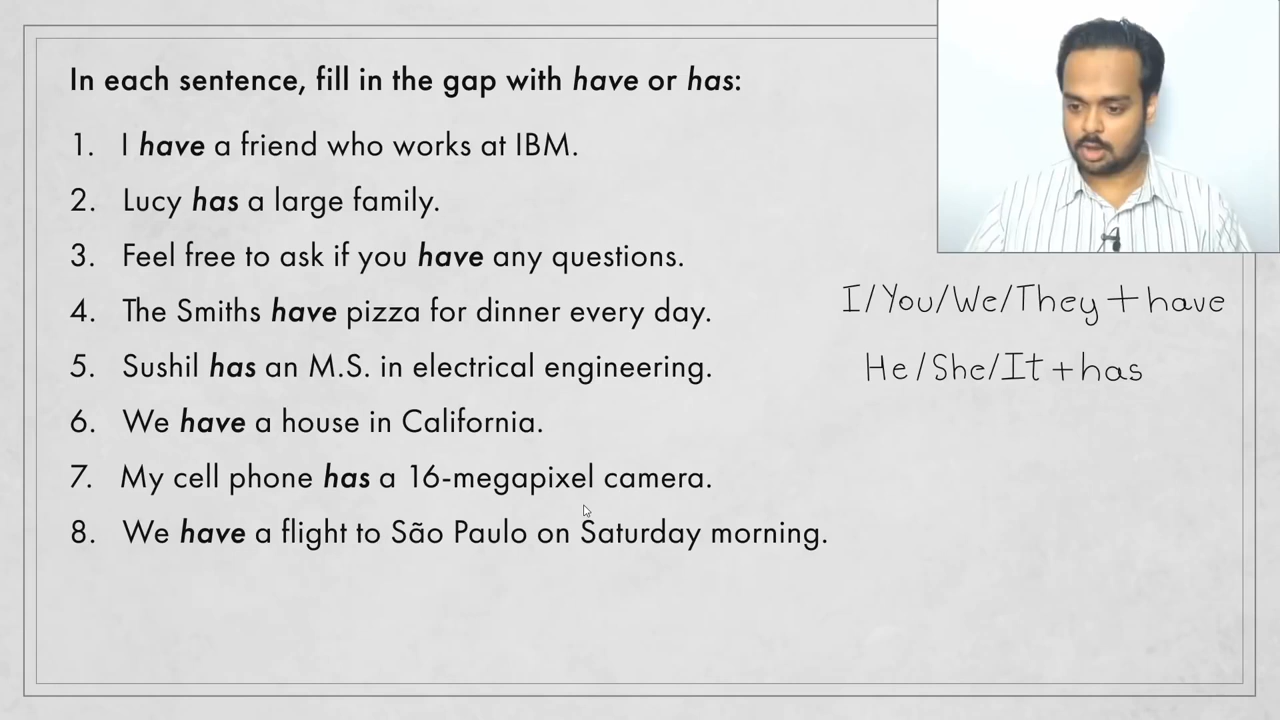 In each sentence, fill in the gap with have or has:
1. I have a friend who works at IBM.
2. Lucy has a large family.
3. Feel free to ask if you have any questions.
4. The Smiths have pizza for dinner every day.
5. Sushil has an M.S. in electrical engineering.
6. We have a house in California.
7. My cell phone has a 16-megapixel camera.
8. We have a flight to São Paulo on Saturday morning.
I/You/We/They + have
He/She/It + has